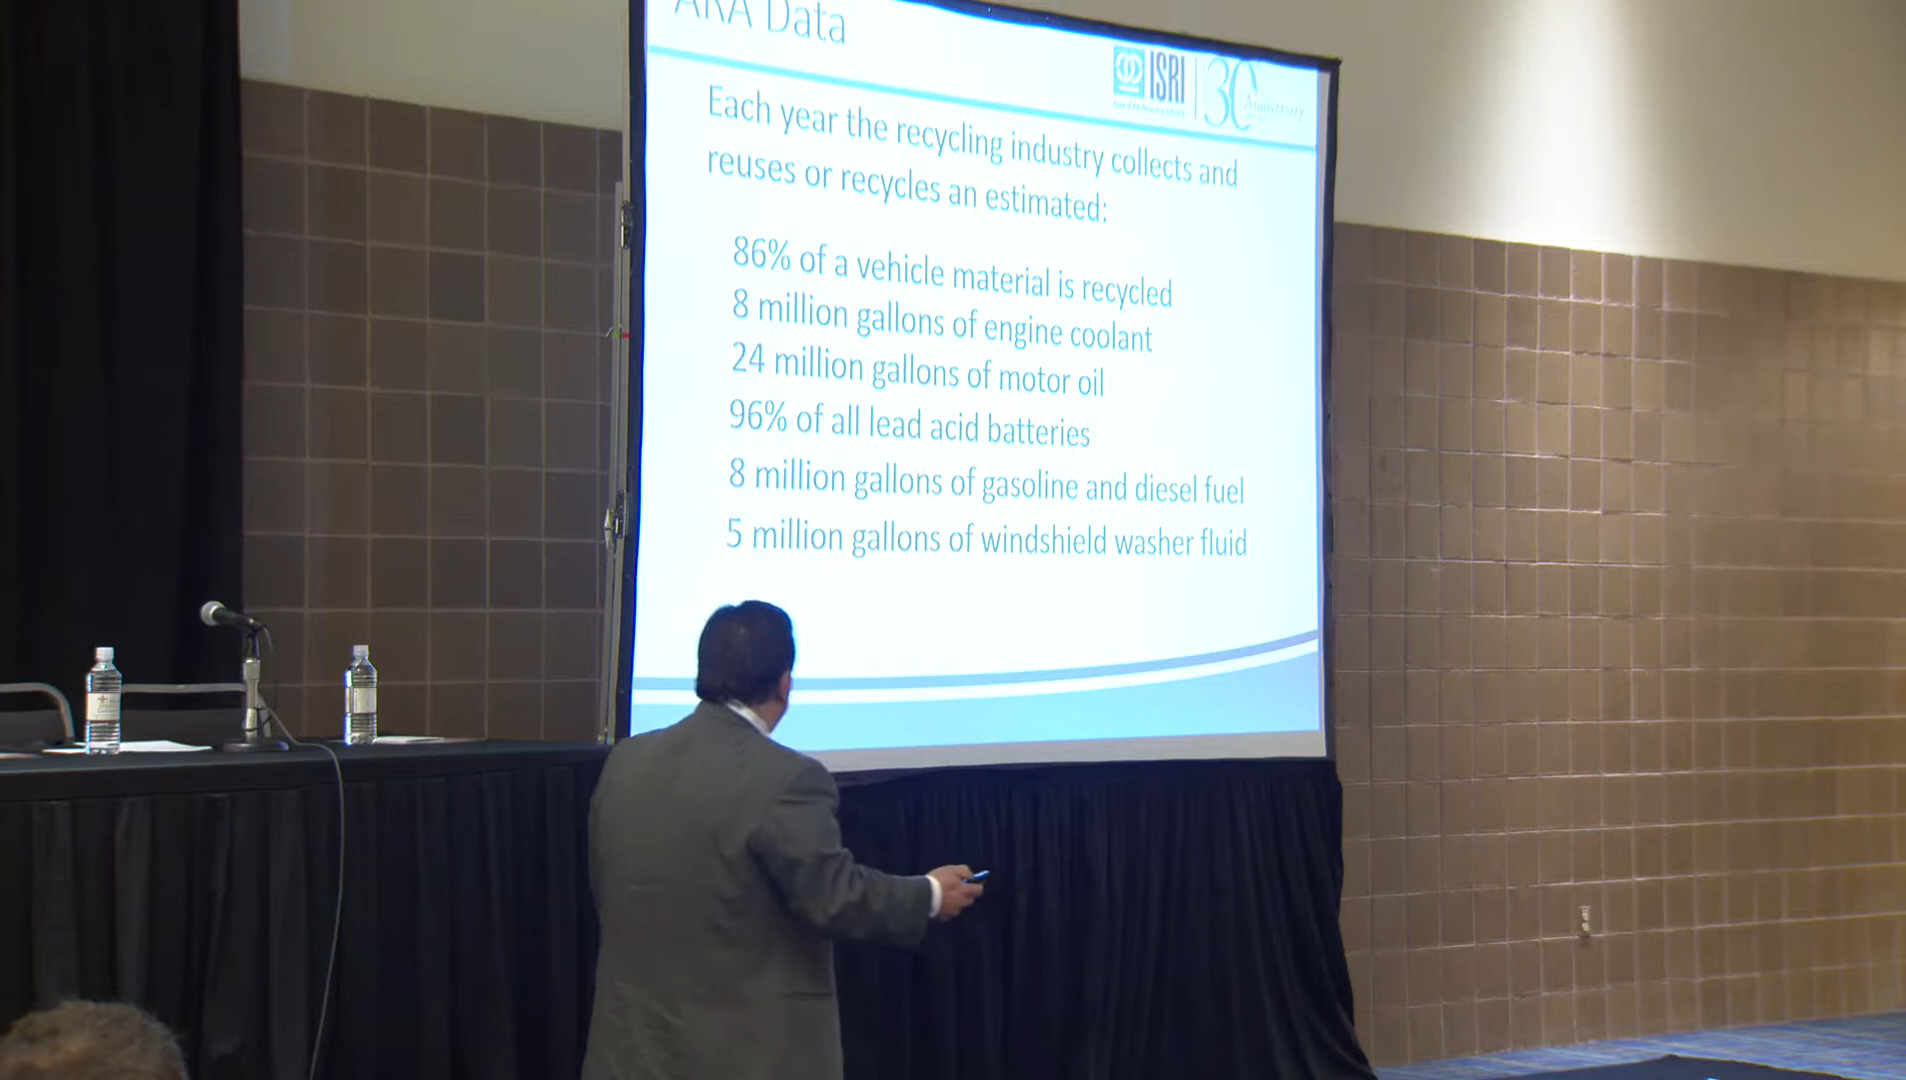 ARA Data
ISRI
30
Anniversary
Each year the recycling industry collects and
reuses or recycles an estimated:
86% of a vehicle material is recycled
8 million gallons of engine coolant
24 million gallons of motor oil
96% of all lead acid batteries
8 million gallons of gasoline and diesel fuel
5 million gallons of windshield washer fluid